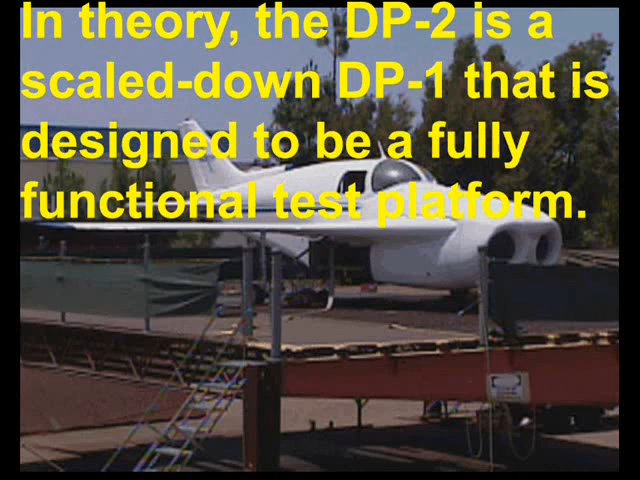 In theory, the DP-2 is a
scaled-down DP-1 that is
designed to be a fully
functional test platform.